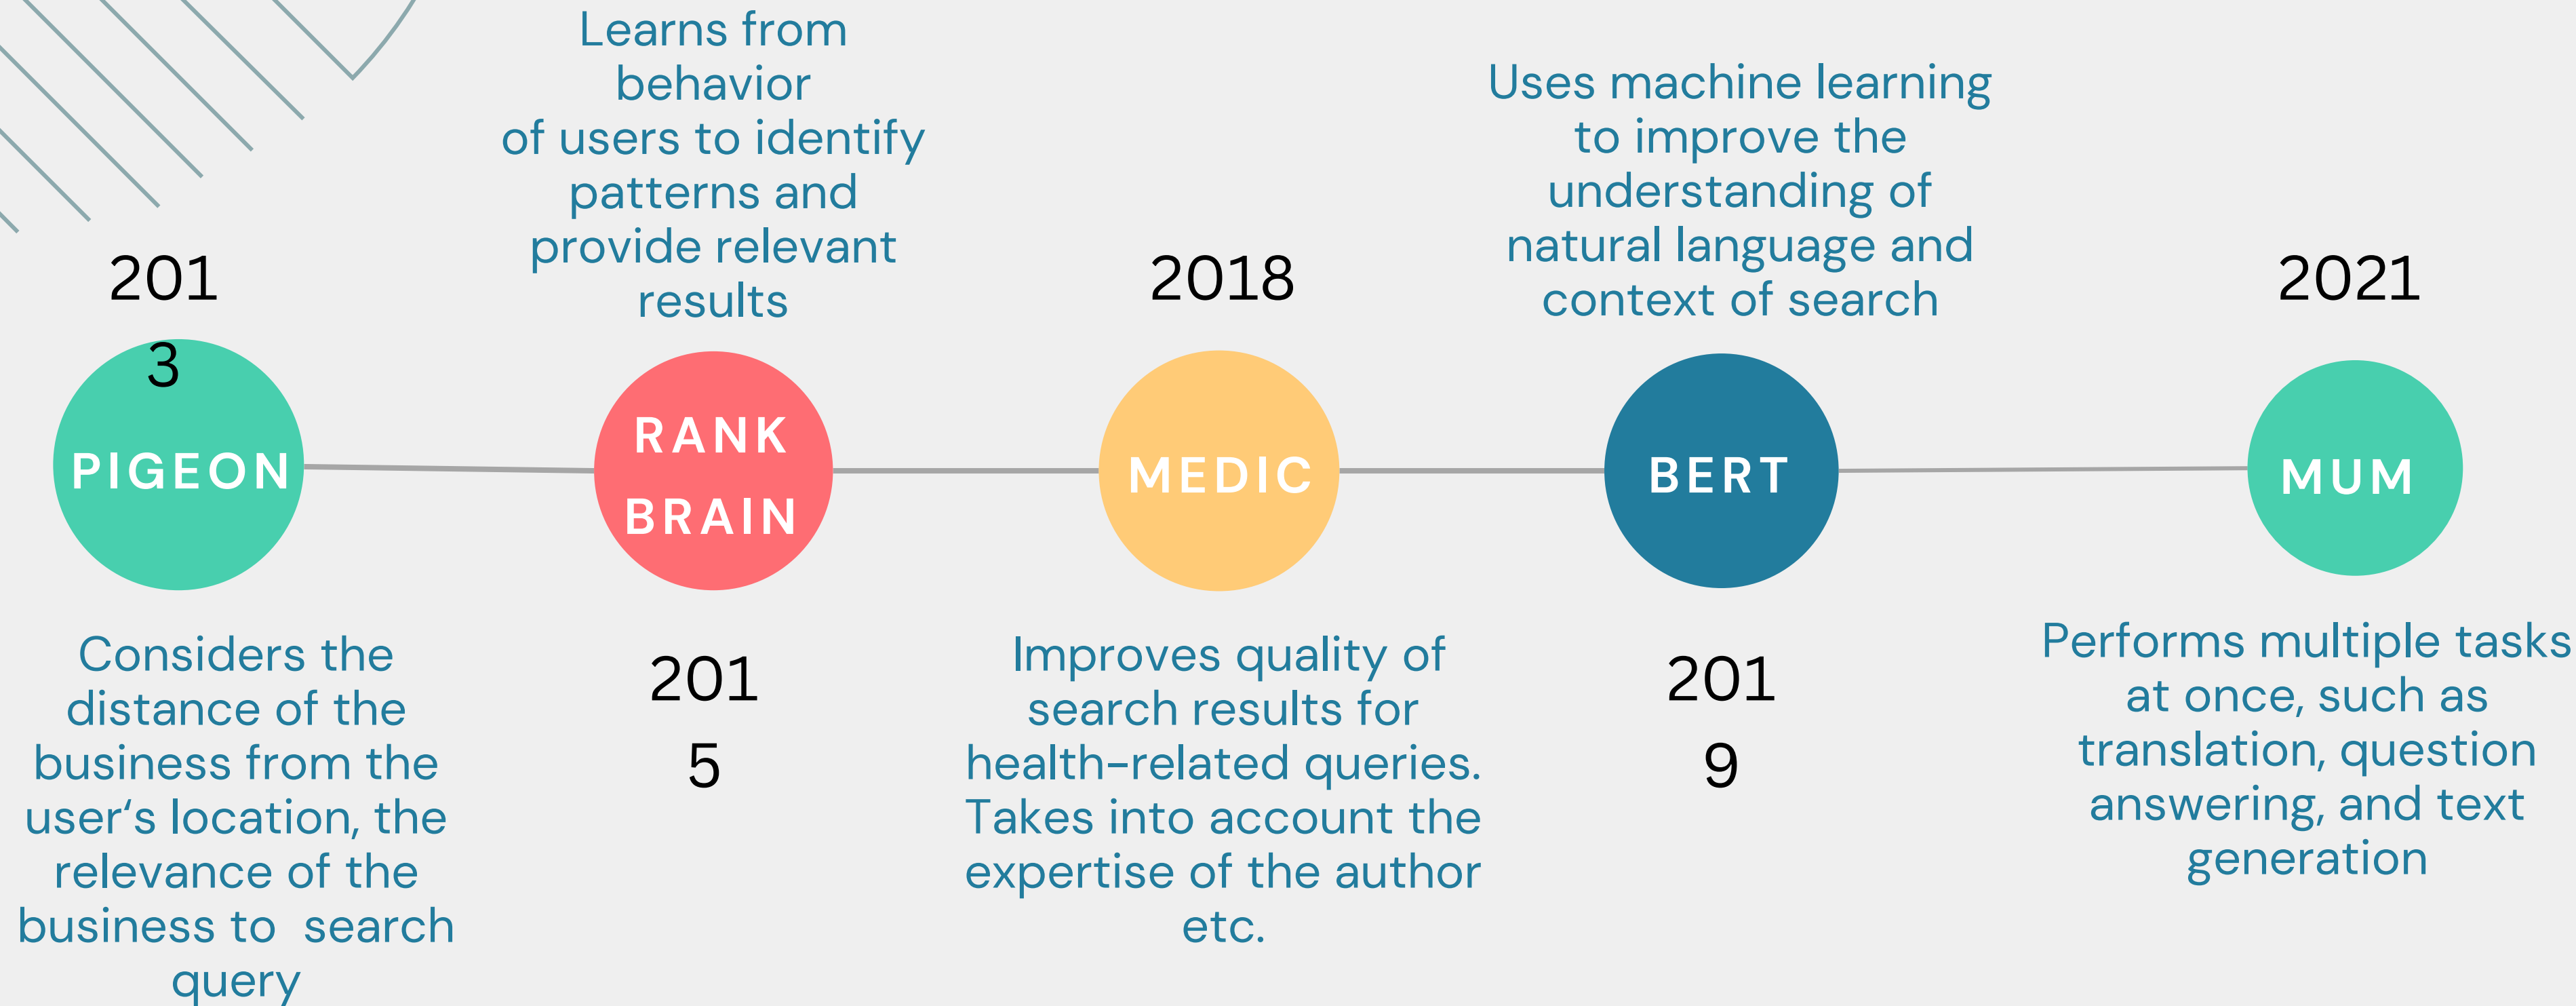 201
3
PIGEON
Considers the
distance of the
business from the
user‘s location, the
relevance of the
business to  search
query
Learns from
behavior
of users to identify
patterns and
provide relevant
results
RANK
BRAIN
201
5
2018
MEDIC
Improves quality of
search results for
health-related queries.
Takes into account the
expertise of the author
etc.
Uses machine learning
to improve the
understanding of
natural language and
context of search
BERT
201
9
2021
MUM
Performs multiple tasks
at once, such as
translation, question
answering, and text
generation